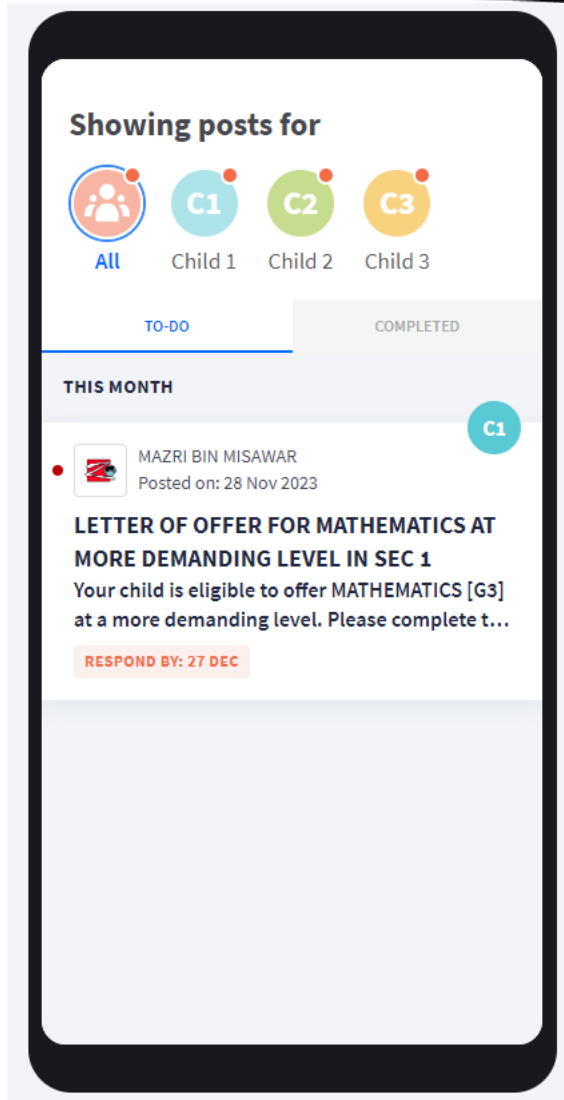 Showing posts for
C1 C2 C3
All Child 1 Child 2 Child 3
TO-DO COMPLETED
THIS MONTH
C1
MAZRI BIN MISAWAR
Posted on: 28 Nov 2023
LETTER OF OFFER FOR MATHEMATICS AT
MORE DEMANDING LEVEL IN SEC 1
Your child is eligible to offer MATHEMATICS [G3]
at a more demanding level. Please complete t...
RESPOND BY: 27 DEC